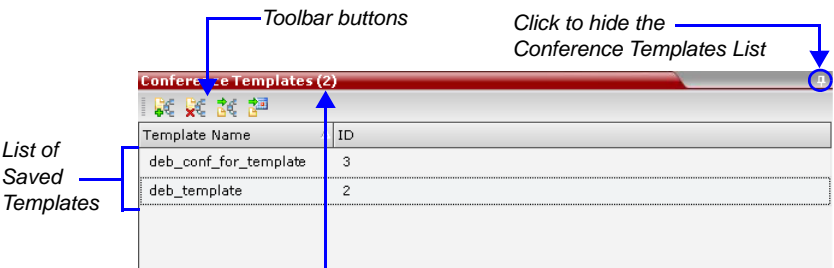 Toolbar buttons
Click to hide the
Conference Templates List
Conference Templates (2)
Template Name ID
deb_conf_for_template 3
deb_template 2
List of
Saved
Templates